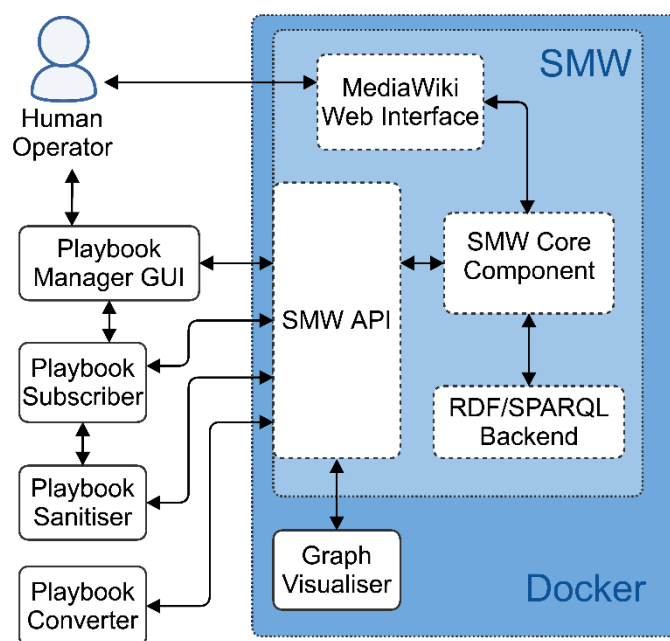 SMW
MediaWiki
Web Interface
Human
Operator
Playbook
Manager GUI
SMW API
SMW Core
Component
Playbook
Subscriber
RDF/SPARQL
Backend
Playbook
Sanitiser
Graph
Visualiser
Playbook
Converter
Docker